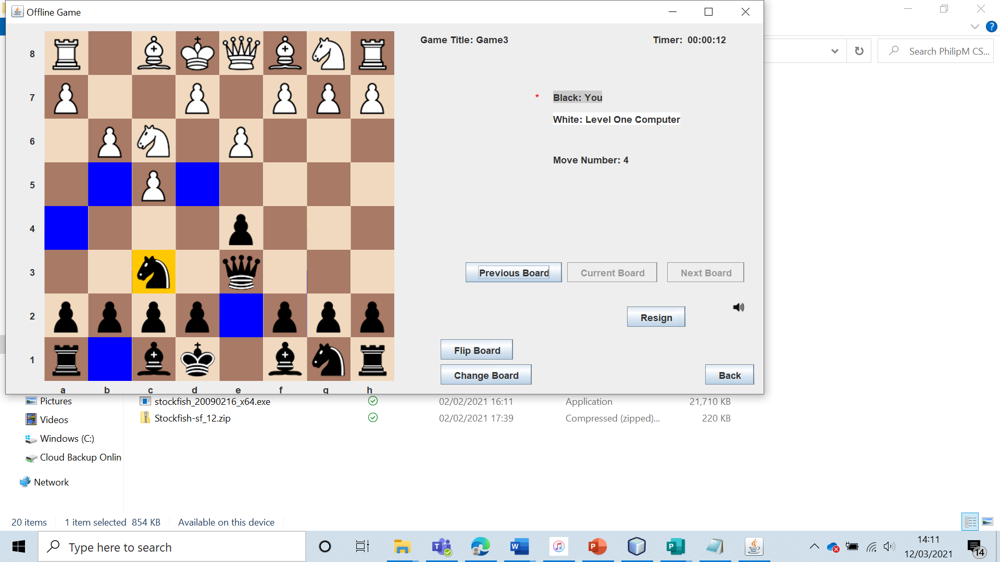 Offline Game
Game Title: Game3
Timer: 00:00:12
8
7
* Black: You
White: Level One Computer
6
Move Number: 4
5
4
3
Previous Board
Current Board
Next Board
2
Resign
Flip Board
1
Change Board
Back
a b c d e f g h
Search PhilipM CS...
?
Pictures
stockfish_20090216_x64.exe 02/02/2021 16:11 Application 21,710 KB
Videos
Stockfish-sf_12.zip 02/02/2021 17:39 Compressed (zipped)... 220 KB
Windows (C:)
Cloud Backup Onlin
Network
20 items 1 item selected 854 KB Available on this device
Type here to search
W
P
P
14:11
12/03/2021
14